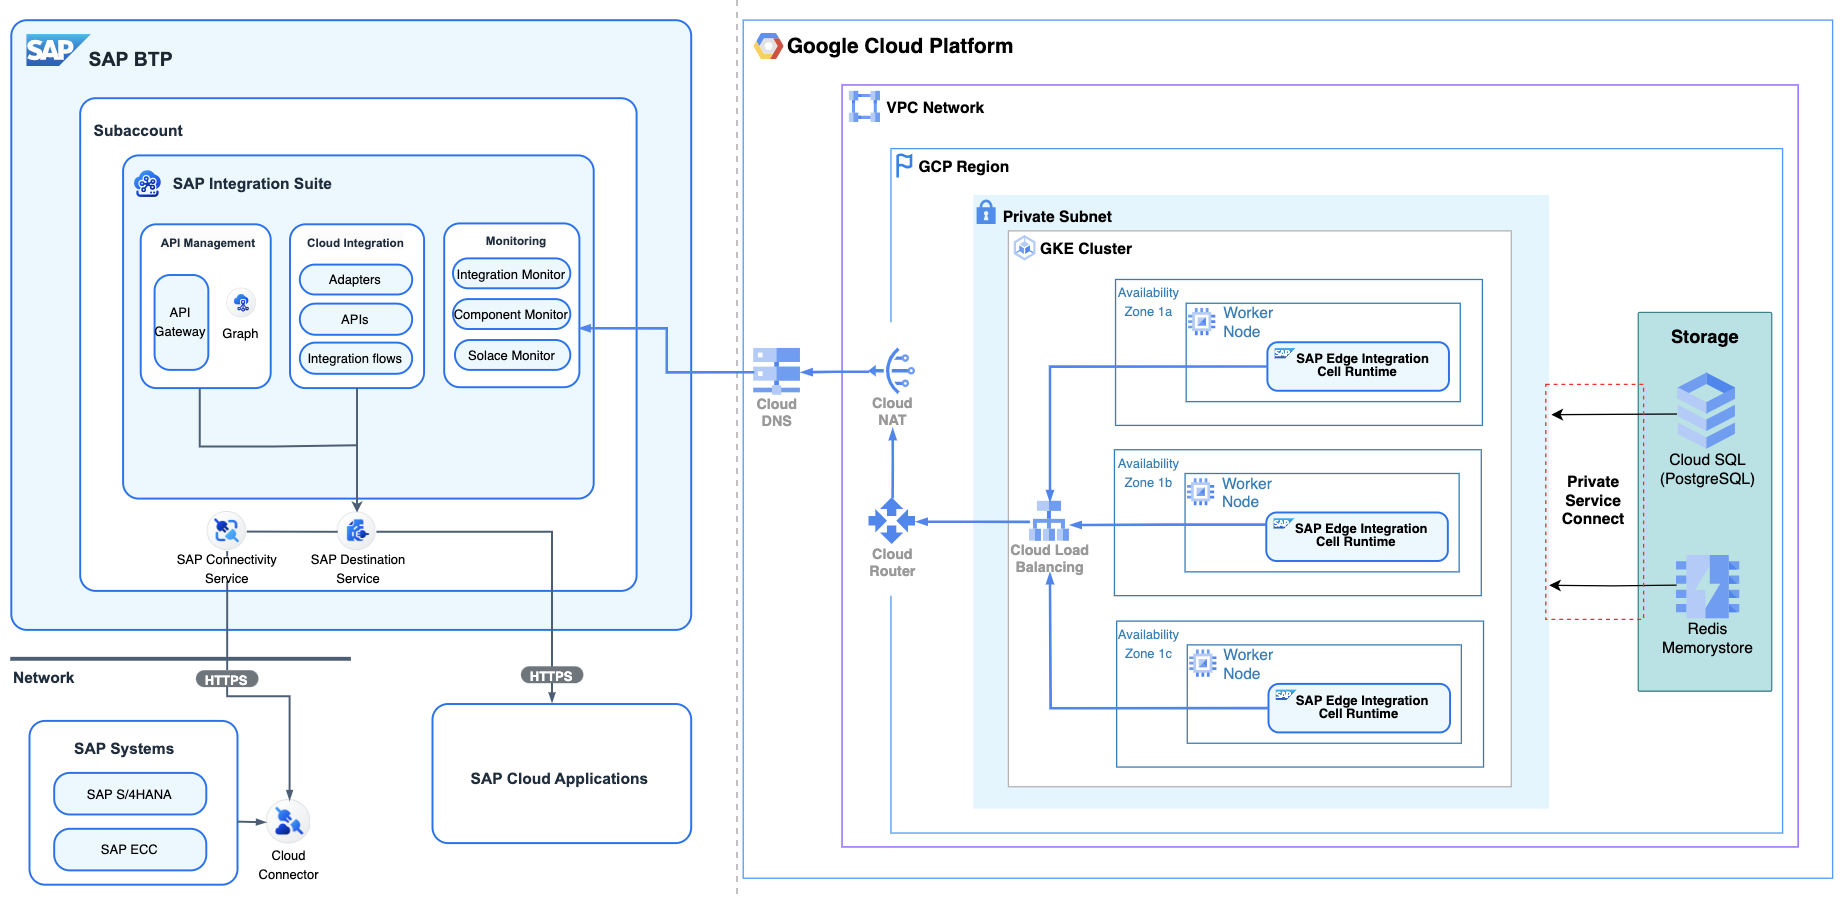 SAP
SAP BTP
Subaccount
SAP Integration Suite
API Management
API
Gateway
Graph
Cloud Integration
Adapters
APIs
Integration flows
Monitoring
Integration Monitor
Component Monitor
Solace Monitor
SAP Connectivity
Service
SAP Destination
Service
Network
HTTPS
HTTPS
SAP Systems
SAP S/4HANA
SAP ECC
Cloud
Connector
SAP Cloud Applications
Google Cloud Platform
VPC Network
GCP Region
Private Subnet
GKE Cluster
Availability
Zone 1a
Worker
Node
SAP
SAP Edge Integration
Cell Runtime
Availability
Zone 1b
Worker
Node
SAP
SAP Edge Integration
Cell Runtime
Availability
Zone 1c
Worker
Node
SAP
SAP Edge Integration
Cell Runtime
Cloud
DNS
Cloud
NAT
Cloud
Router
Cloud Load
Balancing
Private
Service
Connect
Storage
Cloud SQL
(PostgreSQL)
Redis
Memorystore